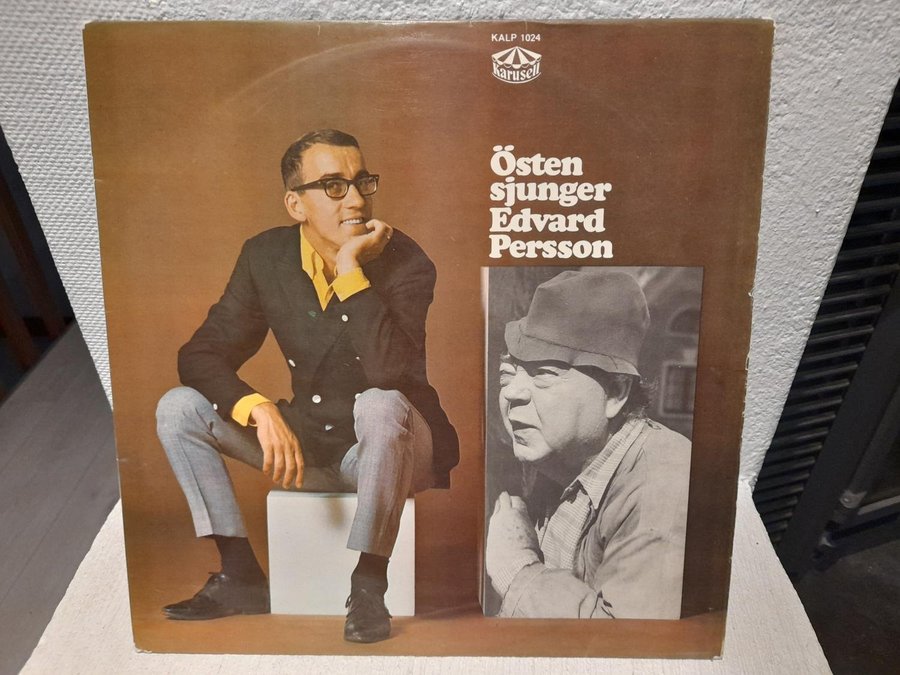 KALP 1024
Karusell
Östen
sjunger
Edvard
Persson